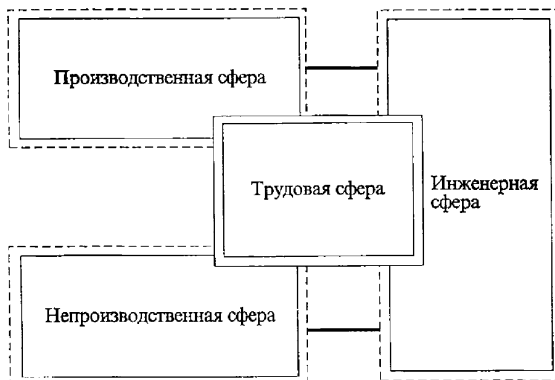 Производственная сфера
Трудовая сфера
Инженерная
сфера
Непроизводственная сфера